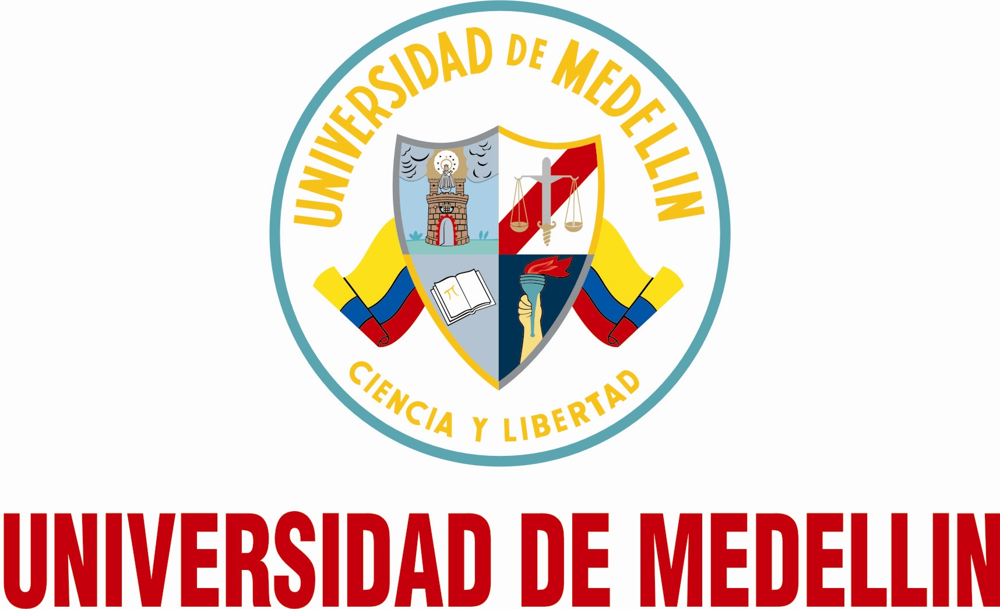 UNIVERSIDAD DE MEDELLIN
π
CIENCIA Y LIBERTAD
UNIVERSIDAD DE MEDELLIN